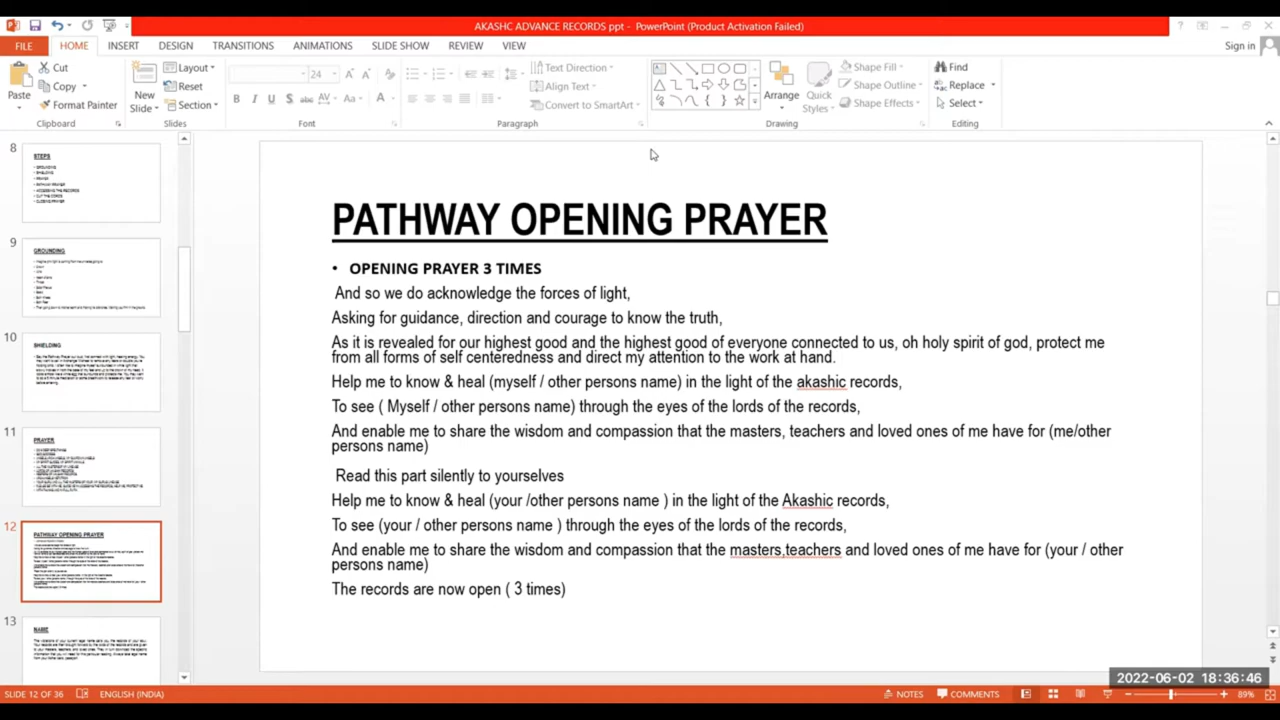 AKASHC ADVANCE RECORDS ppt - PowerPoint (Product Activation Failed)
FILE HOME INSERT DESIGN TRANSITIONS ANIMATIONS SLIDE SHOW REVIEW VIEW Sign in
Paste
Cut
Copy
Format Painter
Clipboard
New Slide
Layout
Reset
Section
Slides
24
Font
Text Direction
Align Text
Convert to SmartArt
Paragraph
Arrange
Quick Styles
Shape Fill
Shape Outline
Shape Effects
Drawing
Find
Replace
Select
Editing
8
STEPS
9
GROUNDING
10
SHIELDING
11
PRAYER
12
PATHWAY OPENING PRAYER
13
NAME
PATHWAY OPENING PRAYER
• OPENING PRAYER 3 TIMES
And so we do acknowledge the forces of light,
Asking for guidance, direction and courage to know the truth,
As it is revealed for our highest good and the highest good of everyone connected to us, oh holy spirit of god, protect me
from all forms of self centeredness and direct my attention to the work at hand.
Help me to know & heal (myself / other persons name) in the light of the akashic records,
To see ( Myself / other persons name) through the eyes of the lords of the records,
And enable me to share the wisdom and compassion that the masters, teachers and loved ones of me have for (me/other
persons name)
Read this part silently to yourselves
Help me to know & heal (your /other persons name ) in the light of the Akashic records,
To see (your / other persons name ) through the eyes of the lords of the records,
And enable me to share the wisdom and compassion that the masters,teachers and loved ones of me have for (your / other
persons name)
The records are now open ( 3 times)
2022-06-02 18:36:46
SLIDE 12 OF 36 ENGLISH (INDIA) NOTES COMMENTS 89%